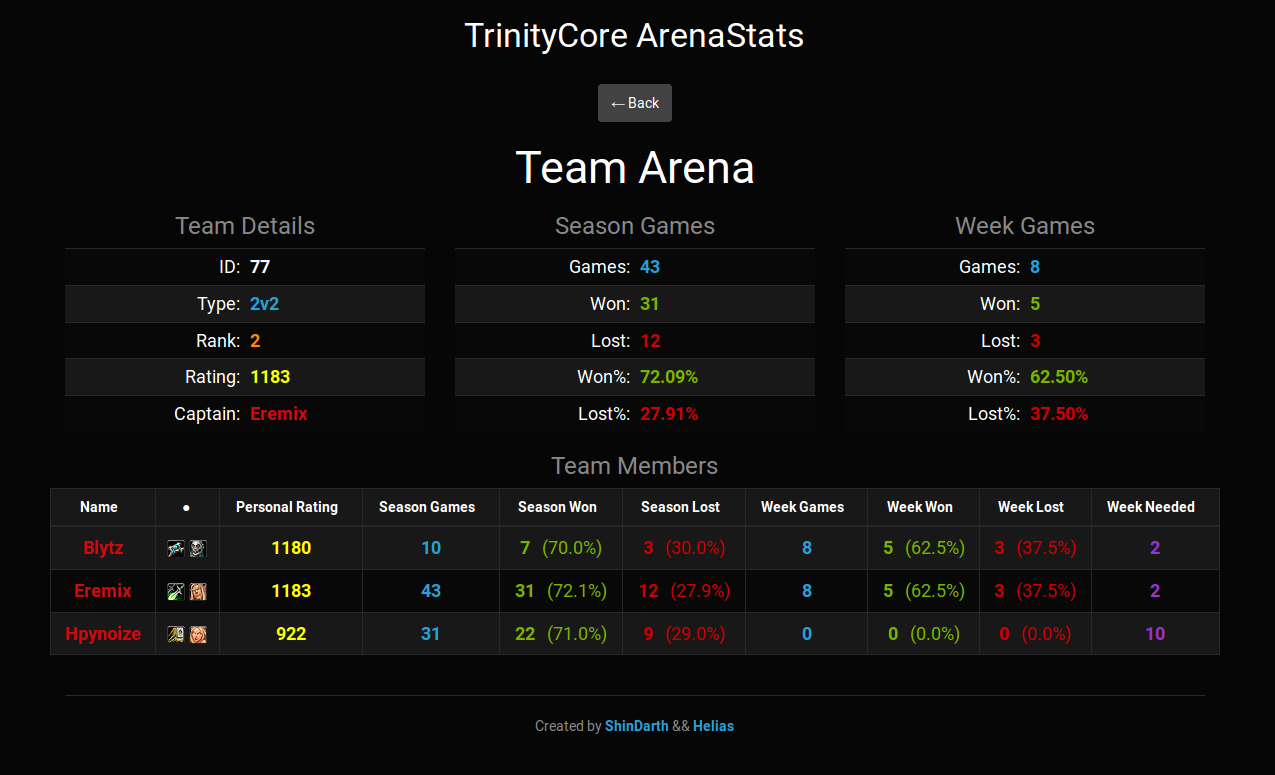 TrinityCore ArenaStats
← Back
Team Arena
Team Details
ID: 77
Type: 2v2
Rank: 2
Rating: 1183
Captain: Eremix
Season Games
Games: 43
Won: 31
Lost: 12
Won%: 72.09%
Lost%: 27.91%
Week Games
Games: 8
Won: 5
Lost: 3
Won%: 62.50%
Lost%: 37.50%
Team Members
Name ● Personal Rating Season Games Season Won Season Lost Week Games Week Won Week Lost Week Needed
Blytz 1180 10 7 (70.0%) 3 (30.0%) 8 5 (62.5%) 3 (37.5%) 2
Eremix 1183 43 31 (72.1%) 12 (27.9%) 8 5 (62.5%) 3 (37.5%) 2
Hpynoize 922 31 22 (71.0%) 9 (29.0%) 0 0 (0.0%) 0 (0.0%) 10
Created by ShinDarth && Helias